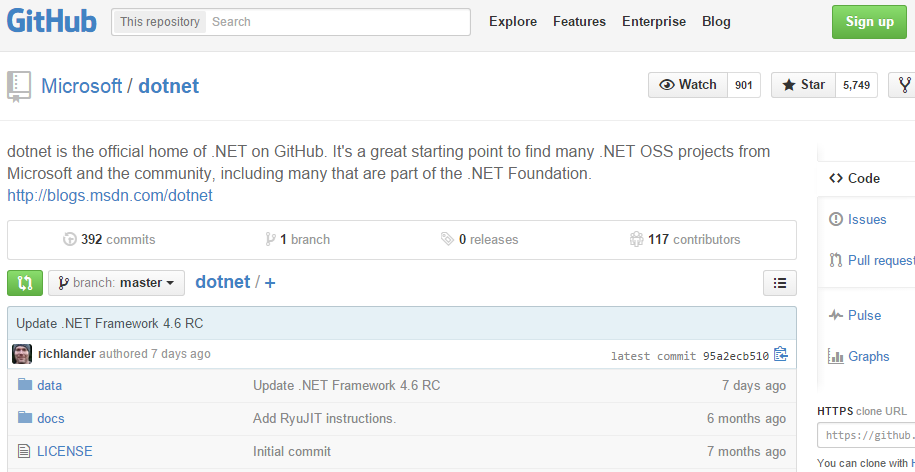 GitHub This repository Search Explore Features Enterprise Blog Sign up
Microsoft / dotnet Watch 901 Star 5,749
dotnet is the official home of .NET on GitHub. It's a great starting point to find many .NET OSS projects from
Microsoft and the community, including many that are part of the .NET Foundation.
http://blogs.msdn.com/dotnet
392 commits 1 branch 0 releases 117 contributors
branch: master dotnet / +
Update .NET Framework 4.6 RC
richlander authored 7 days ago latest commit 95a2ecb510
data Update .NET Framework 4.6 RC 7 days ago
docs Add RyuJIT instructions. 6 months ago
LICENSE Initial commit 7 months ago
Code
Issues
Pull request
Pulse
Graphs
HTTPS clone URL
https://github.
You can clone with H